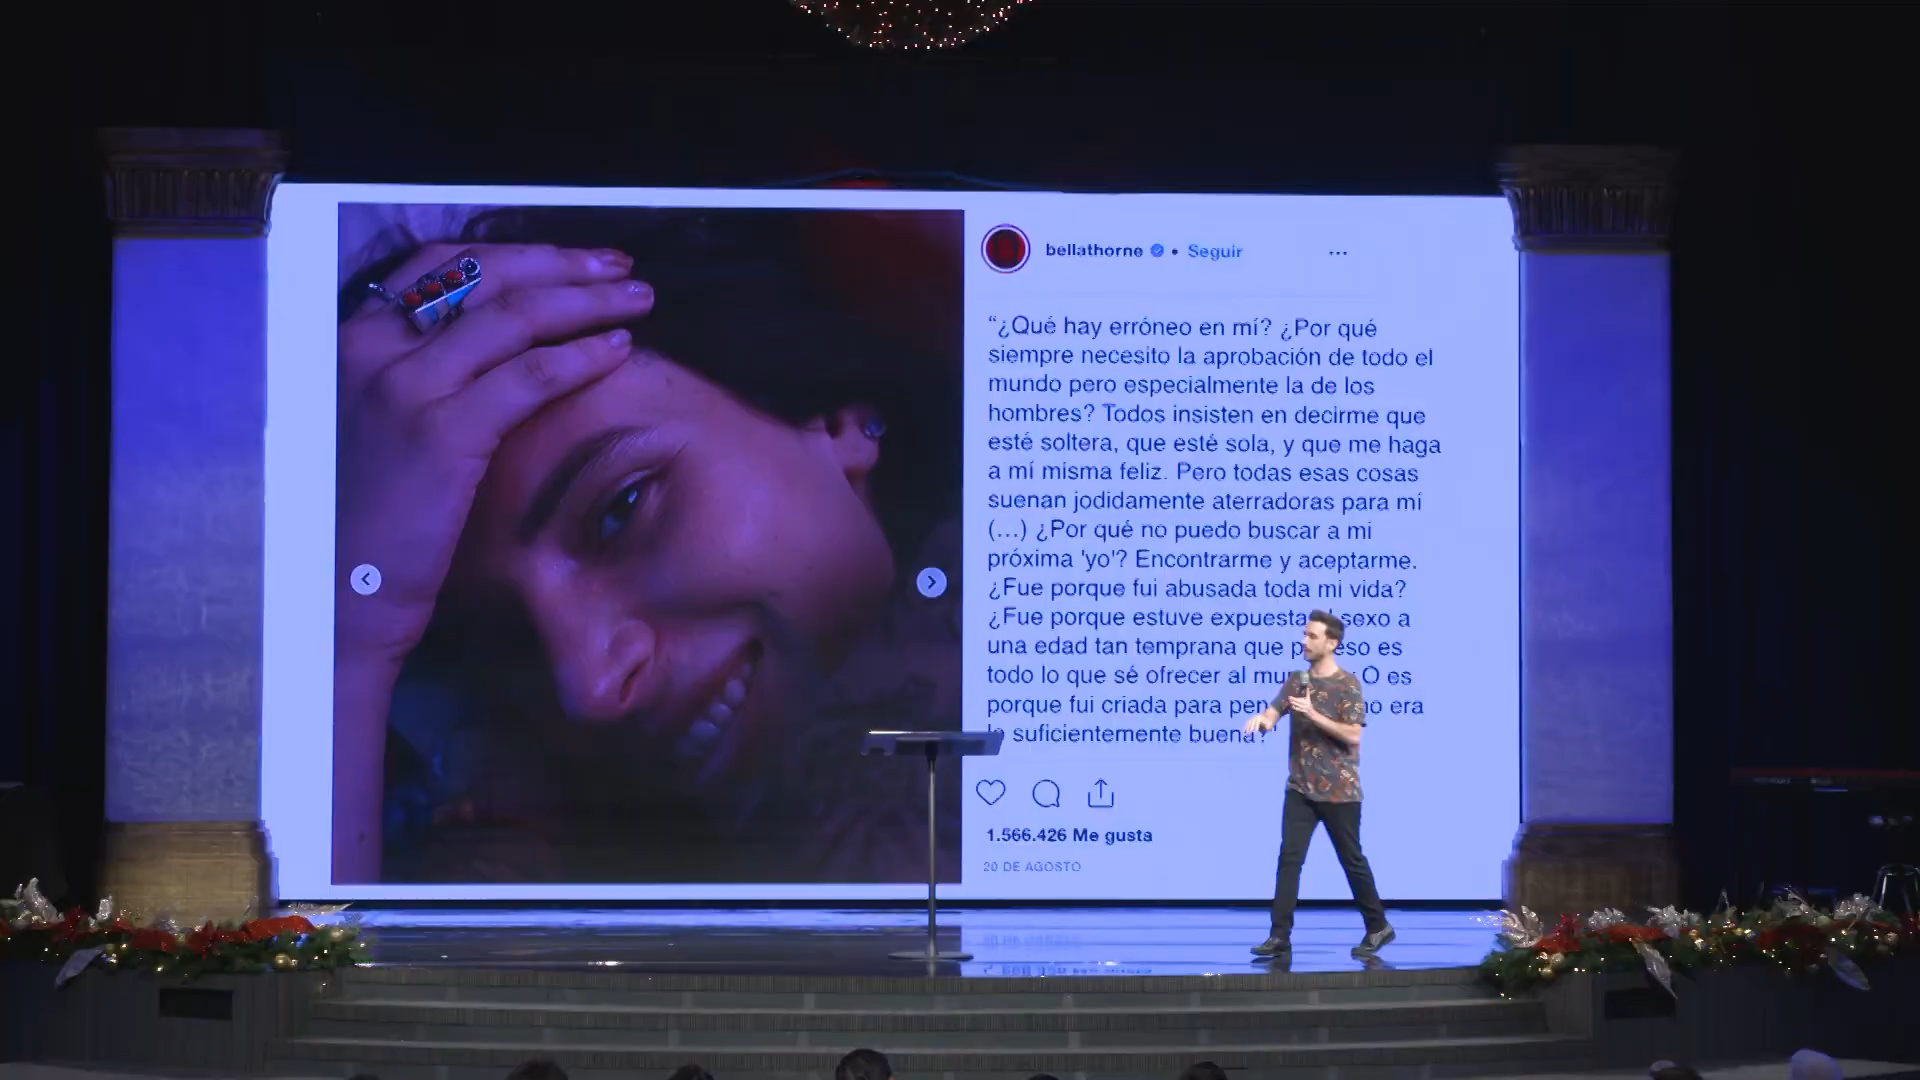 bellathorne • Seguir ...
“¿Qué hay erróneo en mí? ¿Por qué
siempre necesito la aprobación de todo el
mundo pero especialmente la de los
hombres? Todos insisten en decirme que
esté soltera, que esté sola, y que me haga
a mí misma feliz. Pero todas esas cosas
suenan jodidamente aterradoras para mí
(...) ¿Por qué no puedo buscar a mi
próxima 'yo'? Encontrarme y aceptarme.
¿Fue porque fui abusada toda mi vida?
¿Fue porque estuve expuesta sexo a
una edad tan temprana que eso es
todo lo que sé ofrecer al O es
porque fui criada para no era
suficientemente buena?"
1.566.426 Me gusta
20 DE AGOSTO